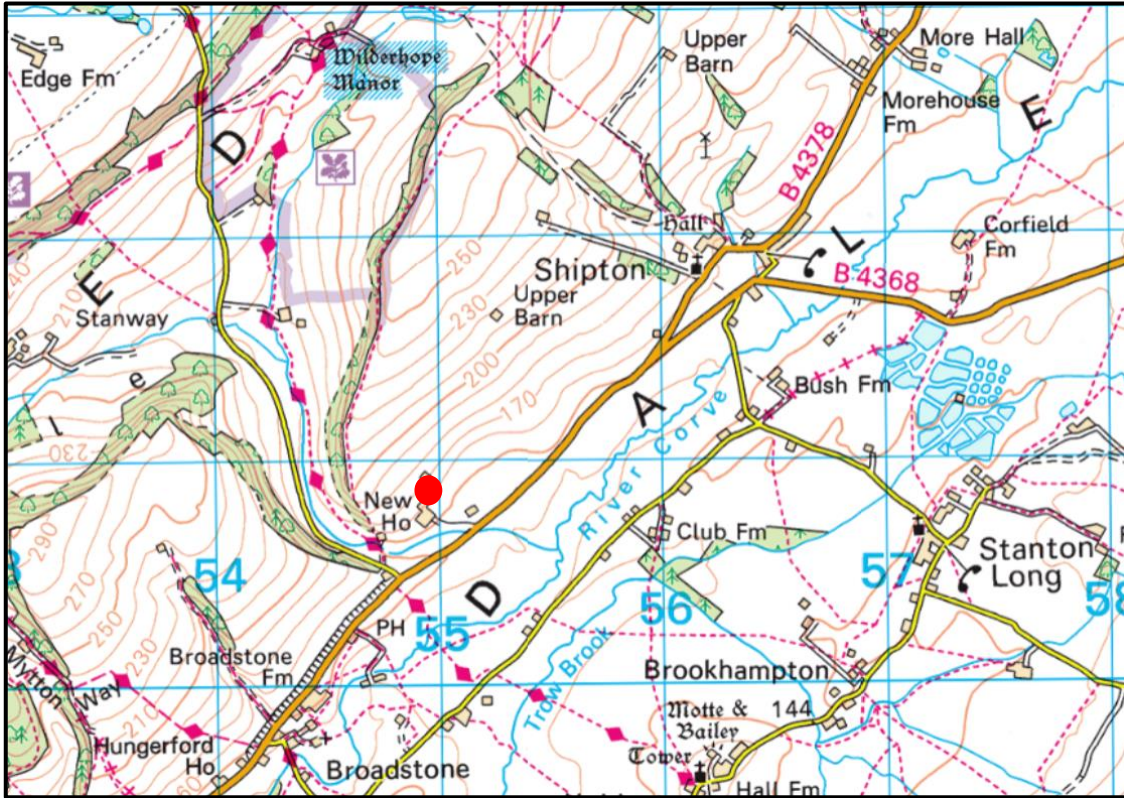 Edge Fm
Wilderhope
Manor
Upper
Barn
More Hall
Morehouse
Fm
D
E
B 4378
Hall
Corfield
Fm
240
210
250
E
Shipton
L
B 4368
Stanway
Upper
Barn
230
200
e
Bush Fm
170
A
l
230
River Corve
New
Ho
Club Fm
290
54
57
Stanton
Long
270
56
58
D
250
PH
55
Broadstone
Fm
Trow Brook
Brookhampton
Mytton Way
230
210
Motte &
Bailey
144
Hungerford
Ho
Tower
Broadstone
Hall Fm